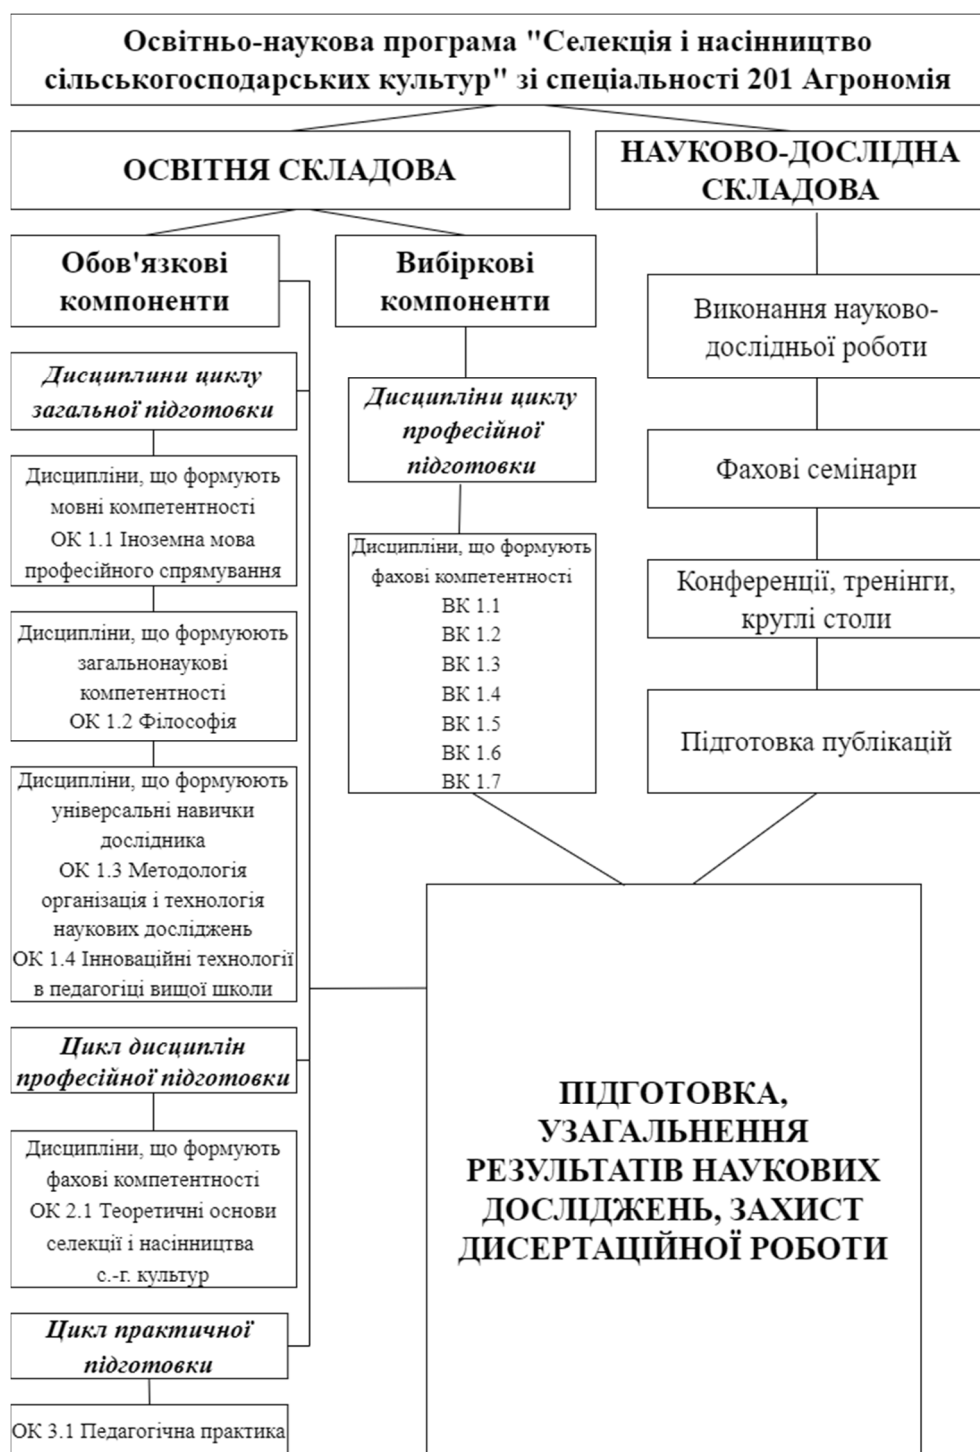 Освітньо-наукова програма "Селекція і насінництво
сільськогосподарських культур" зі спеціальності 201 Агрономія
ОСВІТНЯ СКЛАДОВА
НАУКОВО-ДОСЛІДНА
СКЛАДОВА
Обов'язкові
компоненти
Вибіркові
компоненти
Дисциплини циклу
загальної підготовки
Дисципліни, що формують
мовні компетентності
ОК 1.1 Іноземна мова
професійного спрямування
Дисципліни, що формуюють
загальнонаукові
компетентності
ОК 1.2 Філософія
Дисципліни, що формуюють
універсальні навички
дослідника
ОК 1.3 Методологія
організація і технологія
наукових досліджень
ОК 1.4 Інноваційні технології
в педагогіці вищої школи
Цикл дисциплін
професійної підготовки
Дисципліни, що формують
фахові компетентності
ОК 2.1 Теоретичні основи
селекції і насінництва
с.-г. культур
Цикл практичної
підготовки
ОК 3.1 Педагогічна практика
Дисципліни циклу
професійної
підготовки
Дисципліни, що формують
фахові компетентності
ВК 1.1
ВК 1.2
ВК 1.3
ВК 1.4
ВК 1.5
ВК 1.6
ВК 1.7
Виконання науково-
дослідньої роботи
Фахові семінари
Конференції, тренінги,
круглі столи
Підготовка публікацій
ПІДГОТОВКА,
УЗАГАЛЬНЕННЯ
РЕЗУЛЬТАТІВ НАУКОВИХ
ДОСЛІДЖЕНЬ, ЗАХИСТ
ДИСЕРТАЦІЙНОЇ РОБОТИ